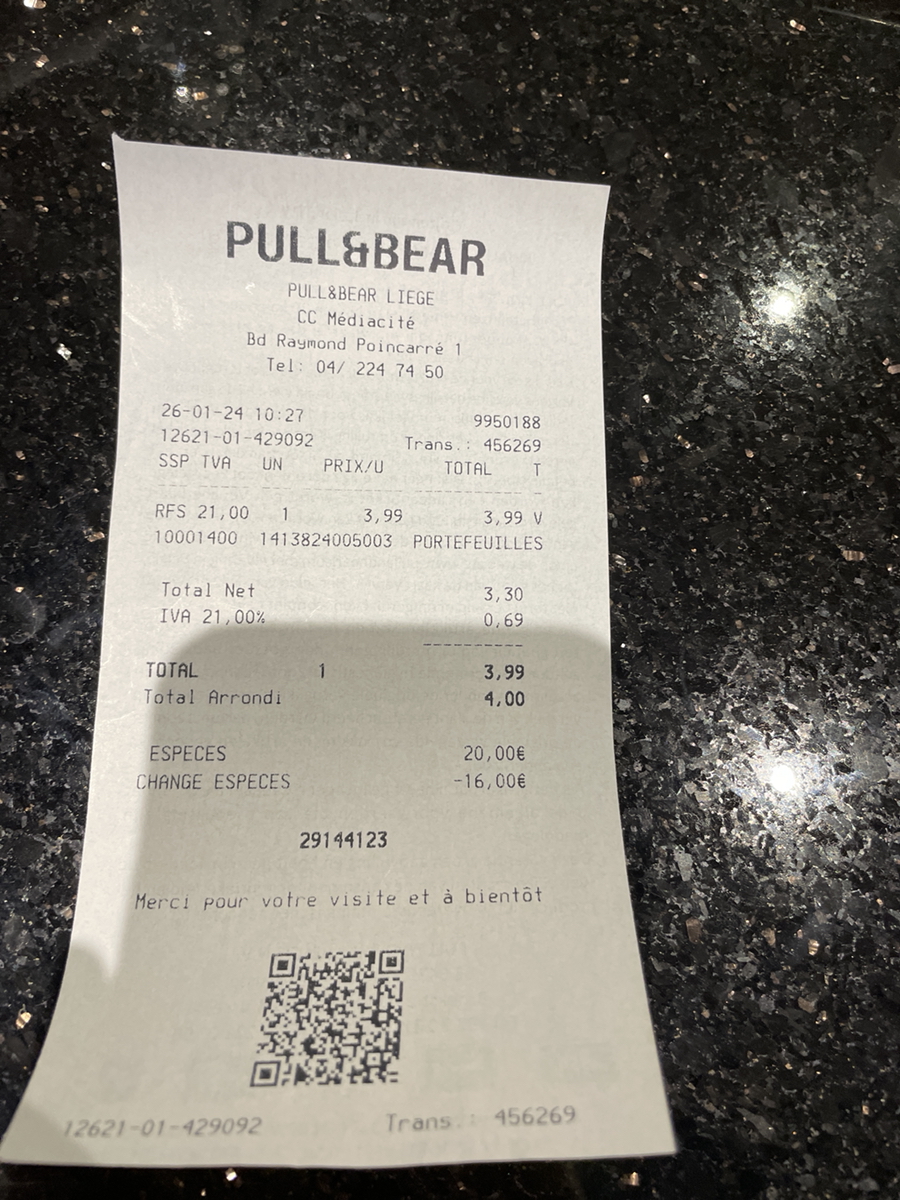 PULL&BEAR
PULL&BEAR LIEGE
CC Médiacité
Bd Raymond Poincarré 1
Tel: 04/ 224 74 50
26-01-24 10:27 9950188
12621-01-429092 Trans.: 456269
SSP TVA UN PRIX/U TOTAL T
RFS 21,00 1 3,99 3,99 V
10001400 1413824005003 PORTEFEUILLES
Total Net 3,30
IVA 21,00% 0,69
TOTAL 1 3,99
Total Arrondi 4,00
ESPECES 20,00€
CHANGE ESPECES -16,00€
29144123
Merci pour votre visite et à bientôt
12621-01-429092 Trans.: 456269